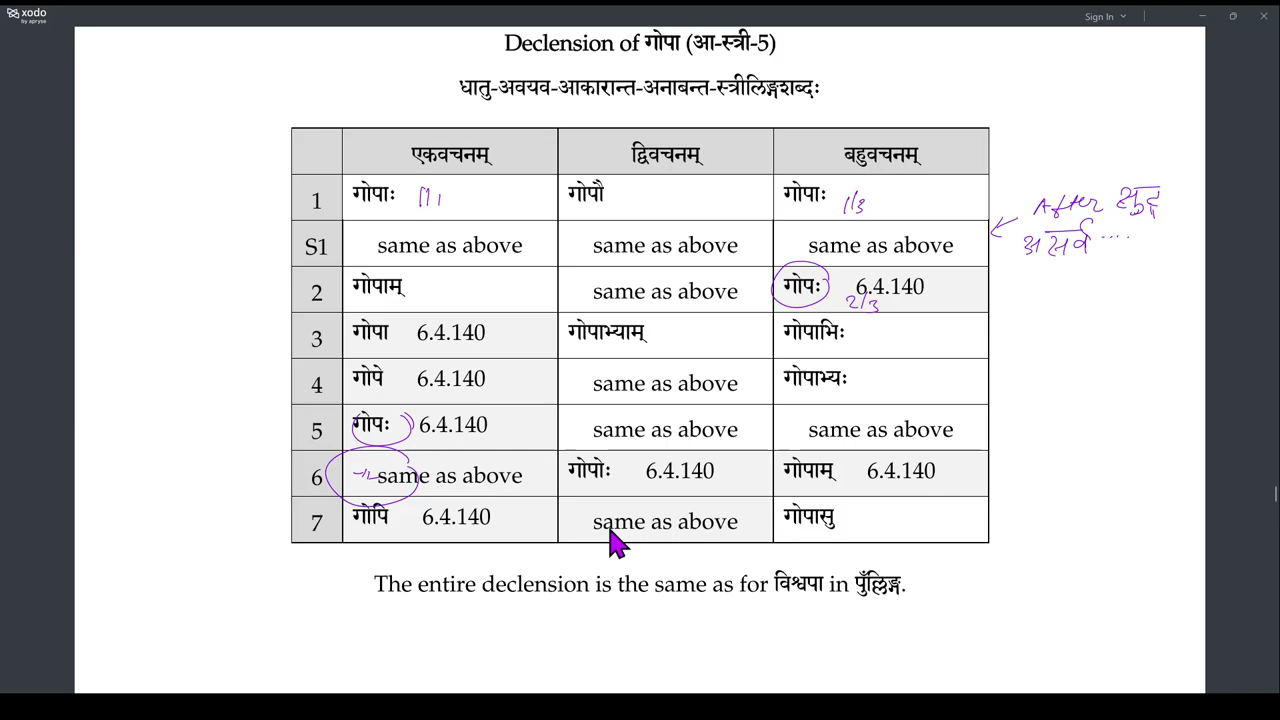 xodo
by apryse
Sign In
Declension of गोपा (आ-स्त्री-5)
धातु-अवयव-आकारान्त-अनाबन्त-स्त्रीलिङ्गशब्दः
एकवचनम् द्विवचनम् बहुवचनम्
1 गोपाः 1/1 गोपौ गोपाः 1/3
After सुट्
S1 same as above same as above same as above
असर्व ....
2 गोपाम् same as above गोपः 6.4.140
2/3
3 गोपा 6.4.140 गोपाभ्याम् गोपाभिः
4 गोपे 6.4.140 same as above गोपाभ्यः
5 गोपः 6.4.140 same as above same as above
6 same as above गोपोः 6.4.140 गोपाम् 6.4.140
7 गोपि 6.4.140 same as above गोपासु
The entire declension is the same as for विश्वपा in पुँल्लिङ्ग.